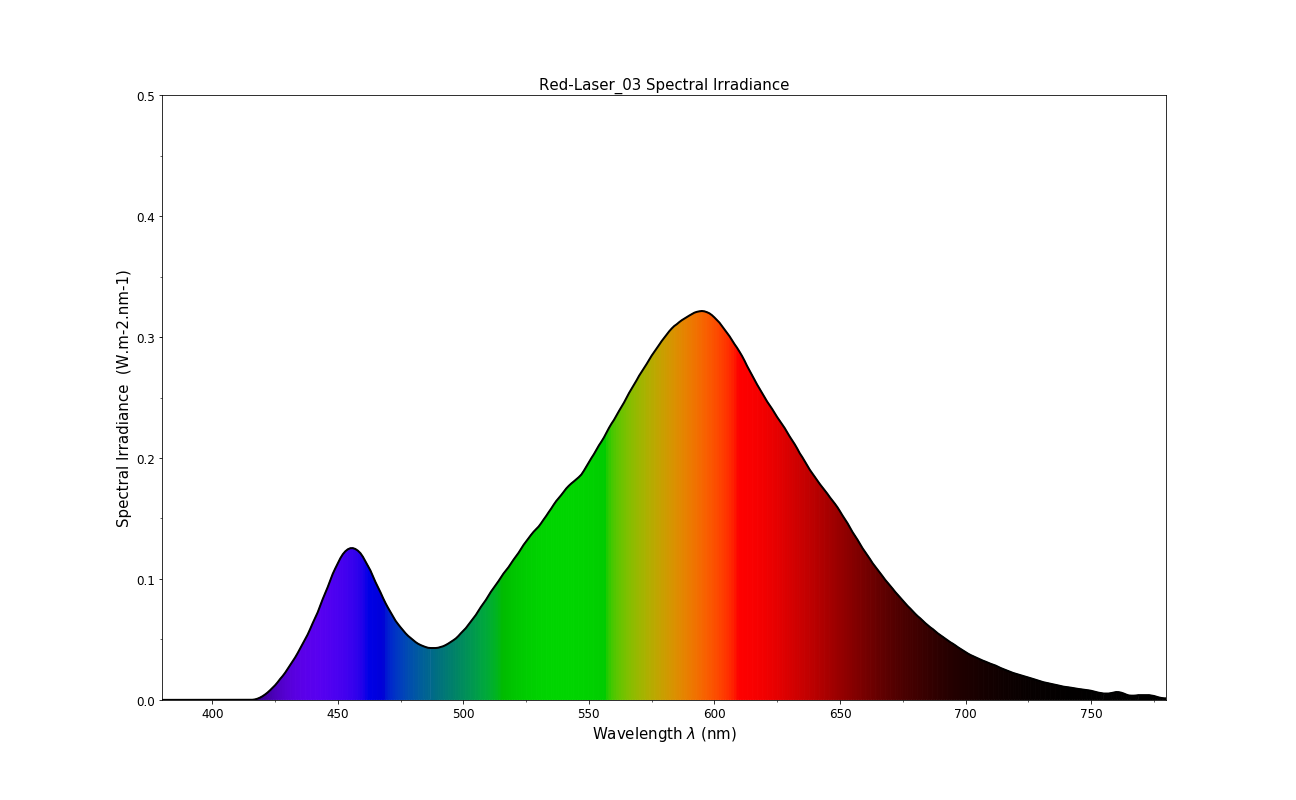 Red-Laser_03 Spectral Irradiance
0.5
0.4
0.3
0.2
0.1
0.0
Spectral Irradiance (W.m-2.nm-1)
400 450 500 550 600 650 700 750
Wavelength λ (nm)